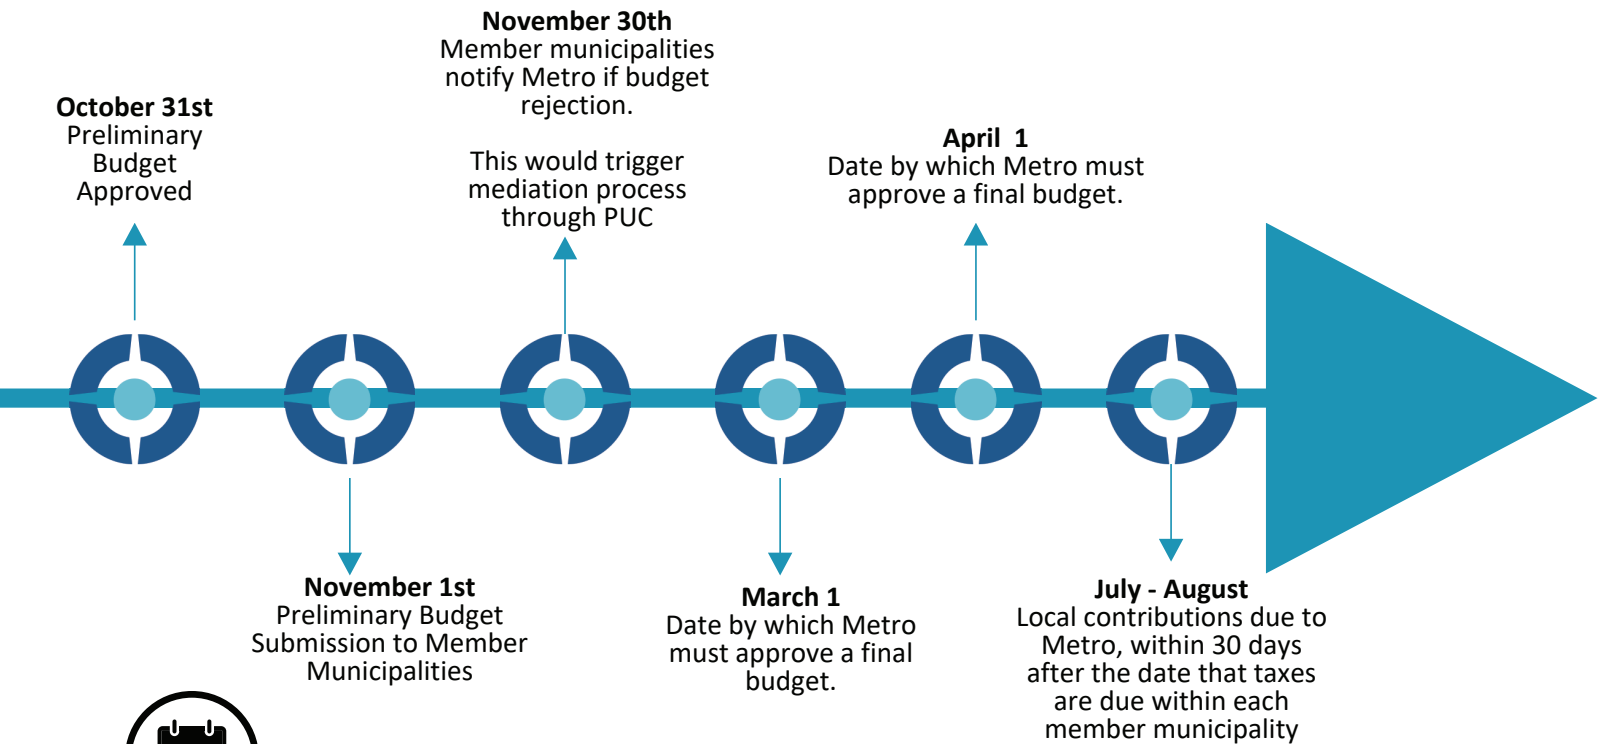 October 31st
Preliminary
Budget
Approved
November 1st
Preliminary Budget
Submission to Member
Municipalities
November 30th
Member municipalities
notify Metro if budget
rejection.
This would trigger
mediation process
through PUC
March 1
Date by which Metro
must approve a final
budget.
April 1
Date by which Metro must
approve a final budget.
July - August
Local contributions due to
Metro, within 30 days
after the date that taxes
are due within each
member municipality